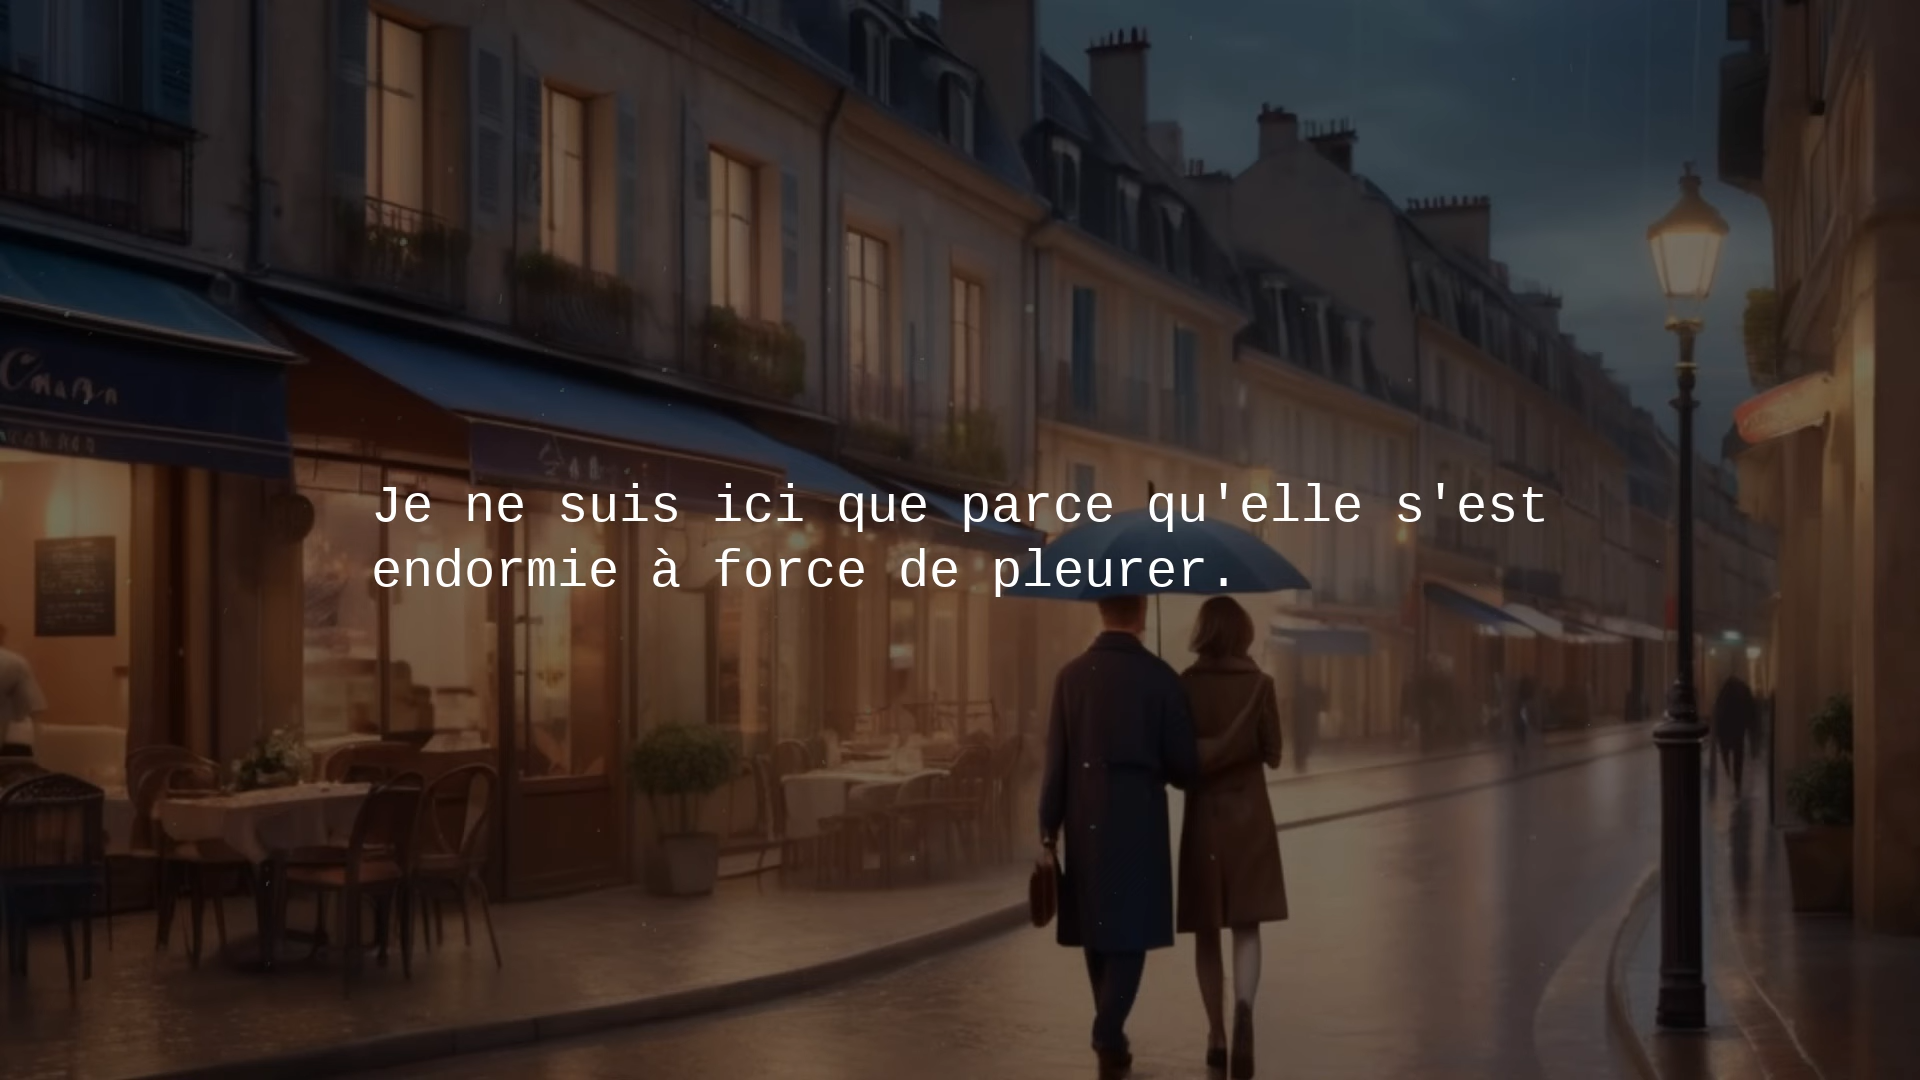 Je ne suis ici que parce qu'elle s'est
endormie à force de pleurer.